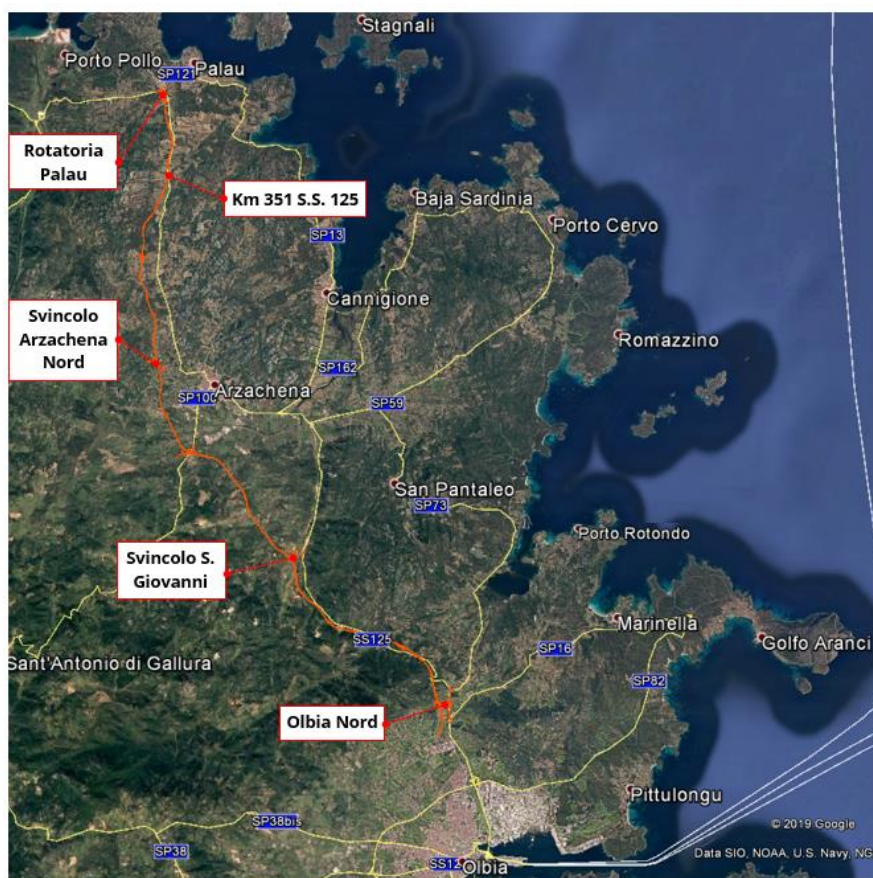 Stagnali
Porto Pollo
Palau
SP121
Rotatoria
Palau
Km 351 S.S. 125
Baja Sardinia
Porto Cervo
SP13
Cannigione
Svincolo
Arzachena
Nord
Romazzino
SP162
Arzachena
SP100
SP59
San Pantaleo
SP73
Porto Rotondo
Svincolo S.
Giovanni
Marinella
SS125
SP16
Golfo Aranci
Sant'Antonio di Gallura
SP82
Olbia Nord
Pittulongu
SP38bis
© 2019 Google
SP38
SS12
Olbia
Data SIO, NOAA, U.S. Navy, NG